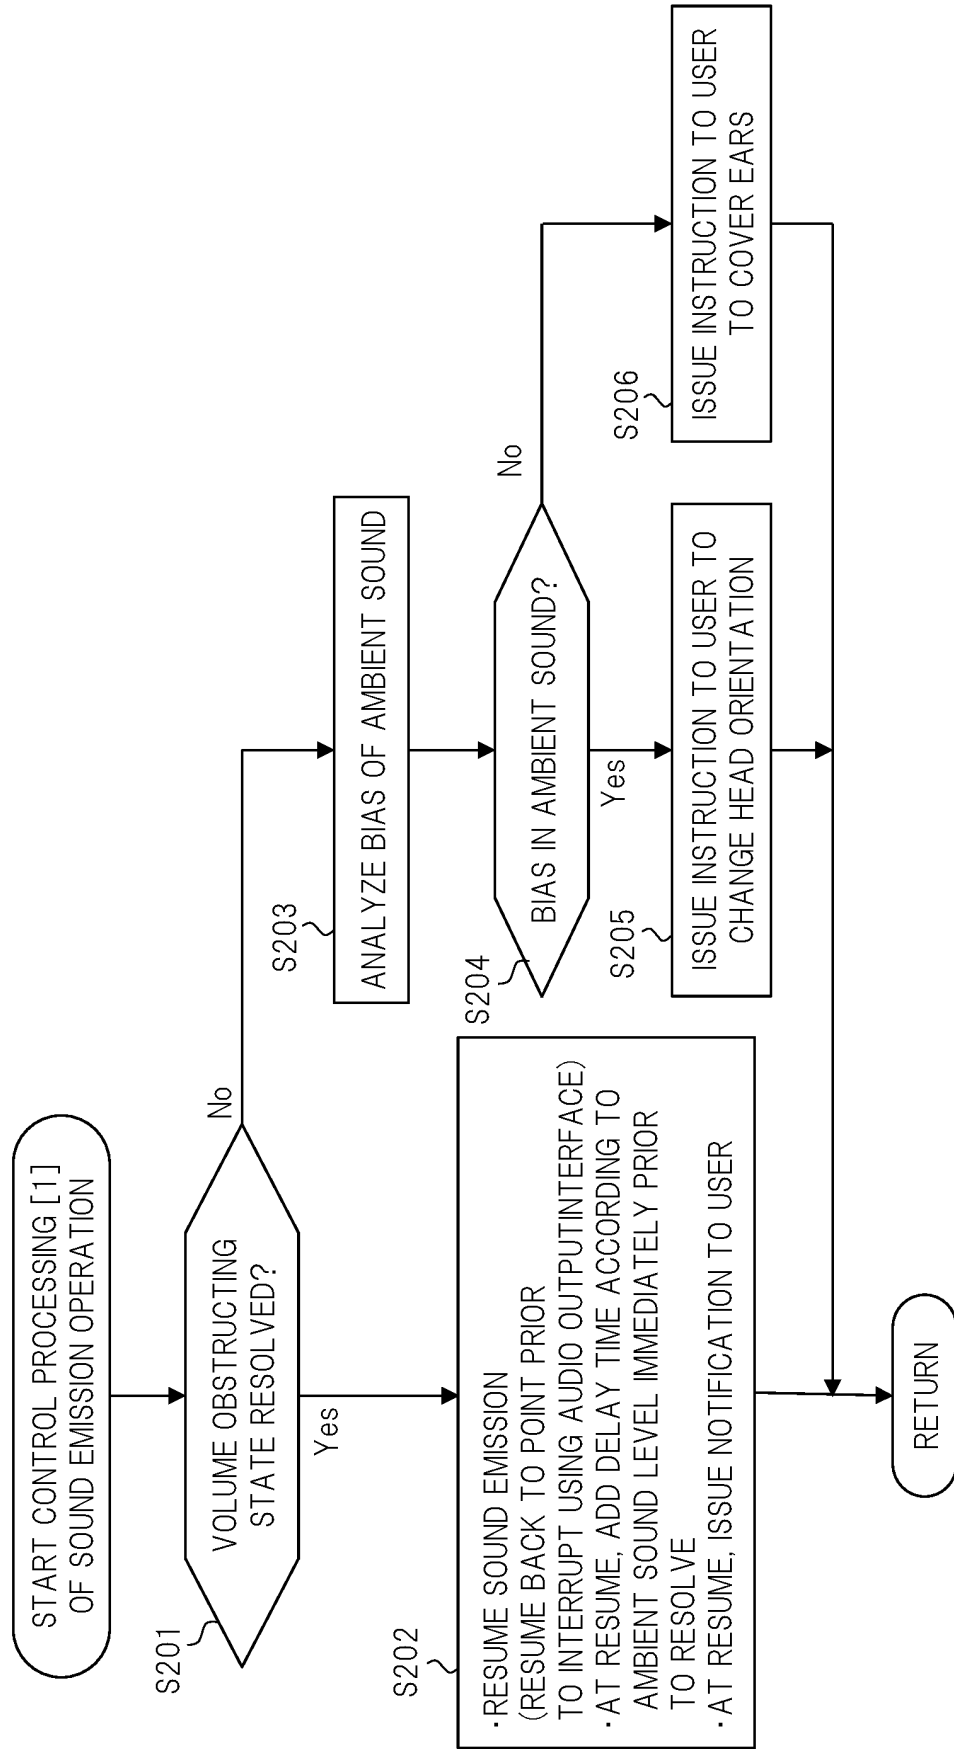 START CONTROL PROCESSING [1]
OF SOUND EMISSION OPERATION
S201
VOLUME OBSTRUCTING
STATE RESOLVED?
No
Yes
S202
· RESUME SOUND EMISSION
(RESUME BACK TO POINT PRIOR
TO INTERRUPT USING AUDIO OUTPUTINTERFACE)
· AT RESUME, ADD DELAY TIME ACCORDING TO
AMBIENT SOUND LEVEL IMMEDIATELY PRIOR
TO RESOLVE
· AT RESUME, ISSUE NOTIFICATION TO USER
S203
ANALYZE BIAS OF AMBIENT SOUND
S204
BIAS IN AMBIENT SOUND?
No
Yes
S205
ISSUE INSTRUCTION TO USER TO
CHANGE HEAD ORIENTATION
S206
ISSUE INSTRUCTION TO USER
TO COVER EARS
RETURN